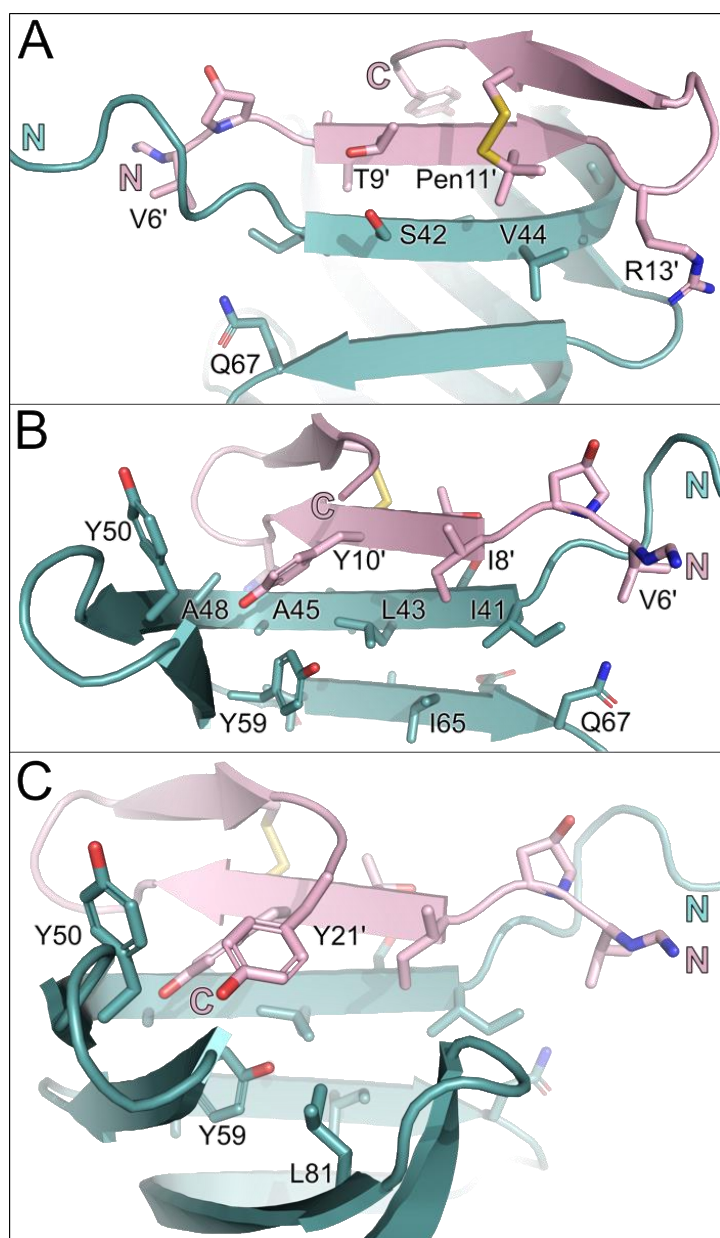 A
C
N
N
T9' Pen11'
V6'
S42 V44
R13'
Q67
B
N
C
Y50
Y10' I8'
N
V6'
A48 A45 L43 I41
Y59 I65 Q67
C
Y50 Y21'
N
N
C
Y59
L81